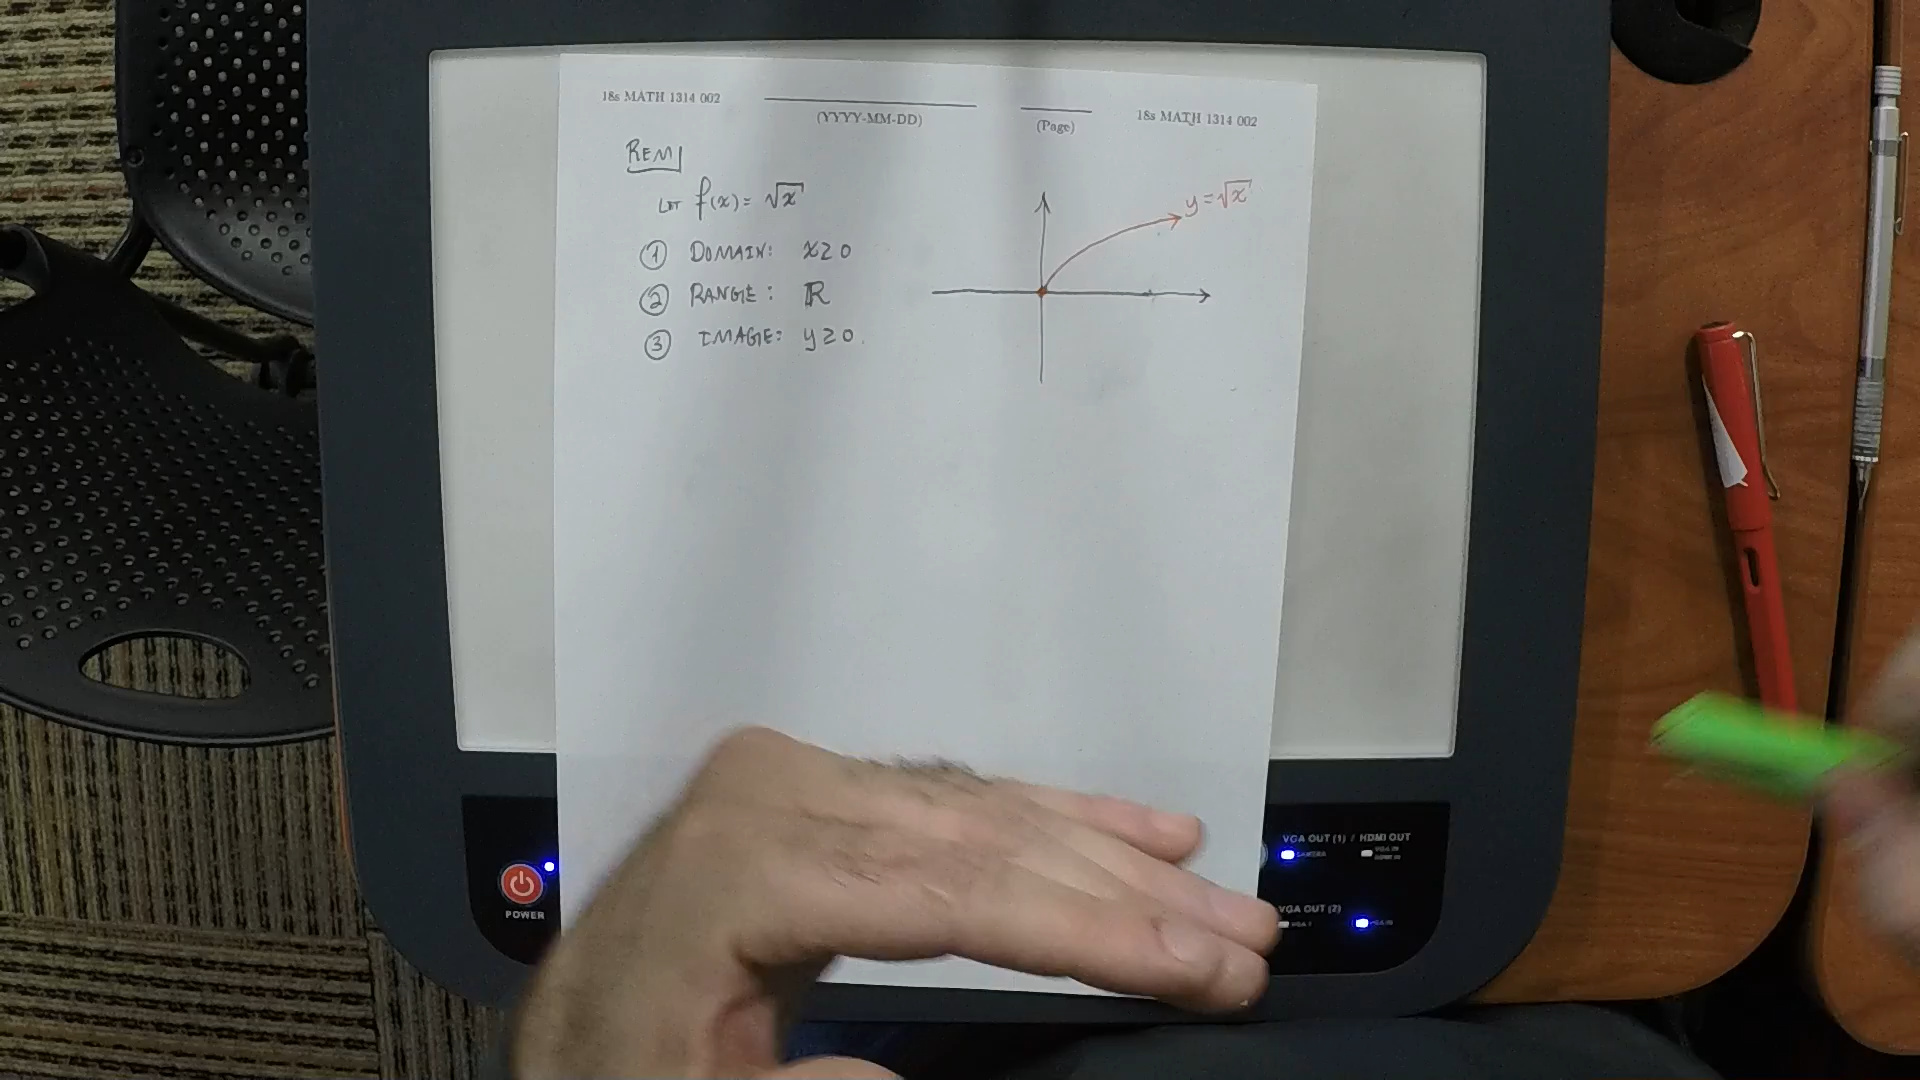 18s MATH 1314 002
(YYYY-MM-DD)
(Page)
18s MATH 1314 002
REM
LET f(x) = √x
y = √x
① DOMAIN: x ≥ 0
② RANGE: ℝ
③ IMAGE: y ≥ 0.
POWER
VGA OUT (1) / HDMI OUT
CAMERA
VGA OUT (2)